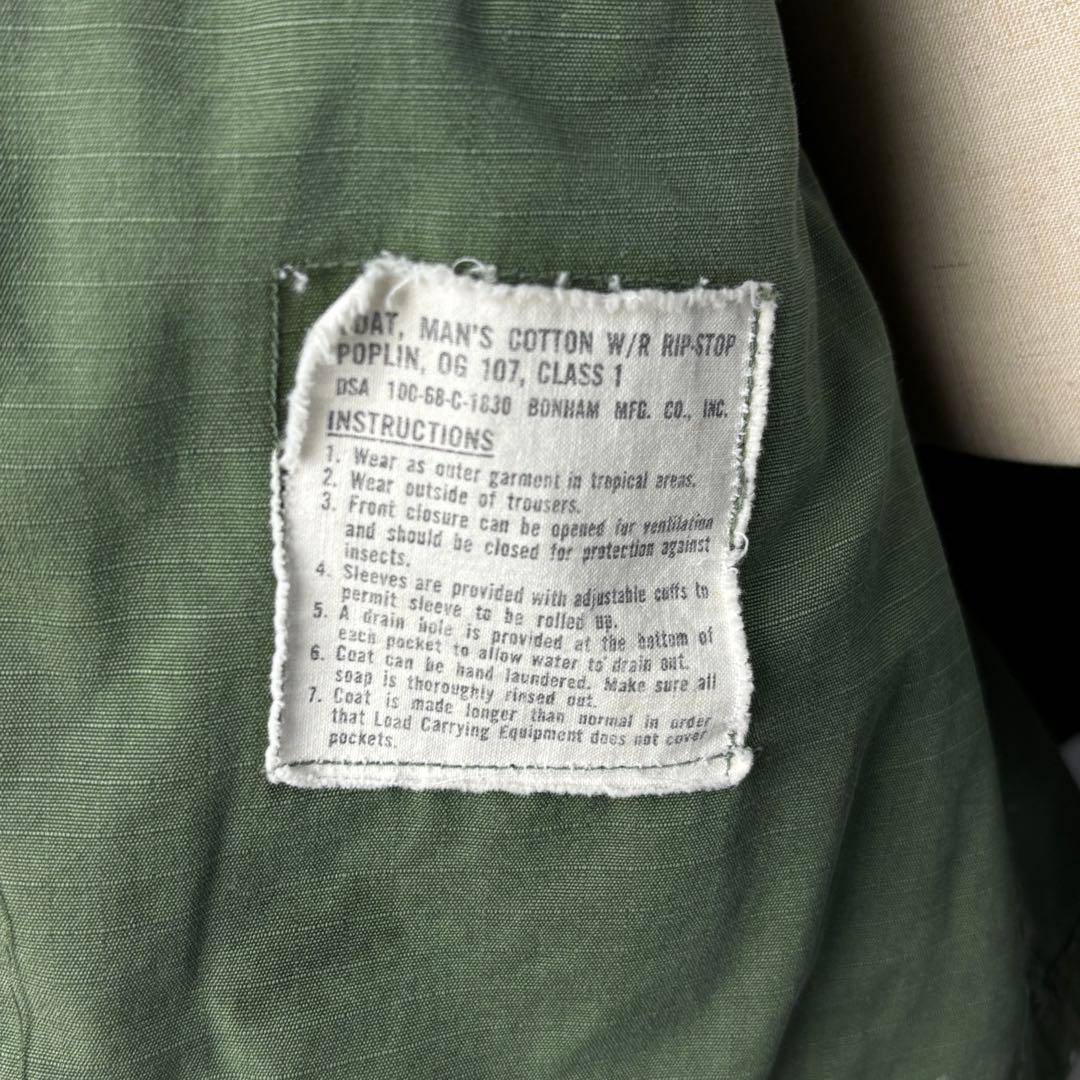 COAT, MAN'S COTTON W/R RIP-STOP
POPLIN, OG 107, CLASS 1
DSA 100-68-C-1830 BONHAM MFG. CO., INC.
INSTRUCTIONS
1. Wear as outer garment in tropical areas.
2. Wear outside of trousers.
3. Front closure can be opened for ventilation
and should be closed for protection against
insects.
4. Sleeves are provided with adjustable cuffs to
permit sleeve to be rolled up.
5. A drain hole is provided at the bottom of
each pocket to allow water to drain out.
6. Coat can be hand laundered. Make sure all
soap is thoroughly rinsed out.
7. Coat is made longer than normal in order
that Load Carrying Equipment does not cover
pockets.